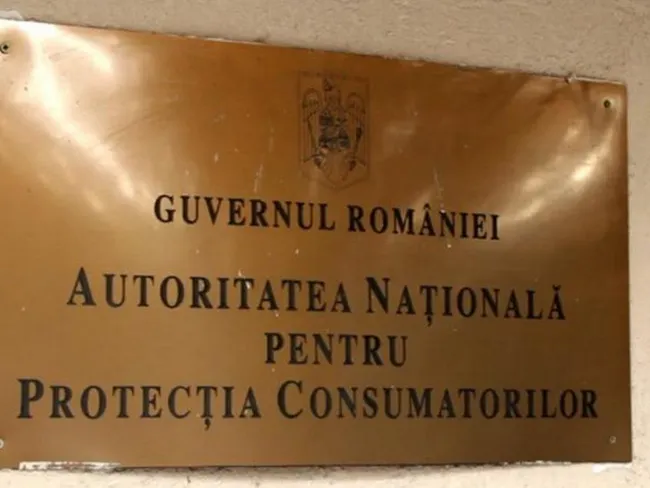 GUVERNUL ROMÂNIEI
AUTORITATEA NAȚIONALĂ
PENTRU
PROTECȚIA CONSUMATORILOR